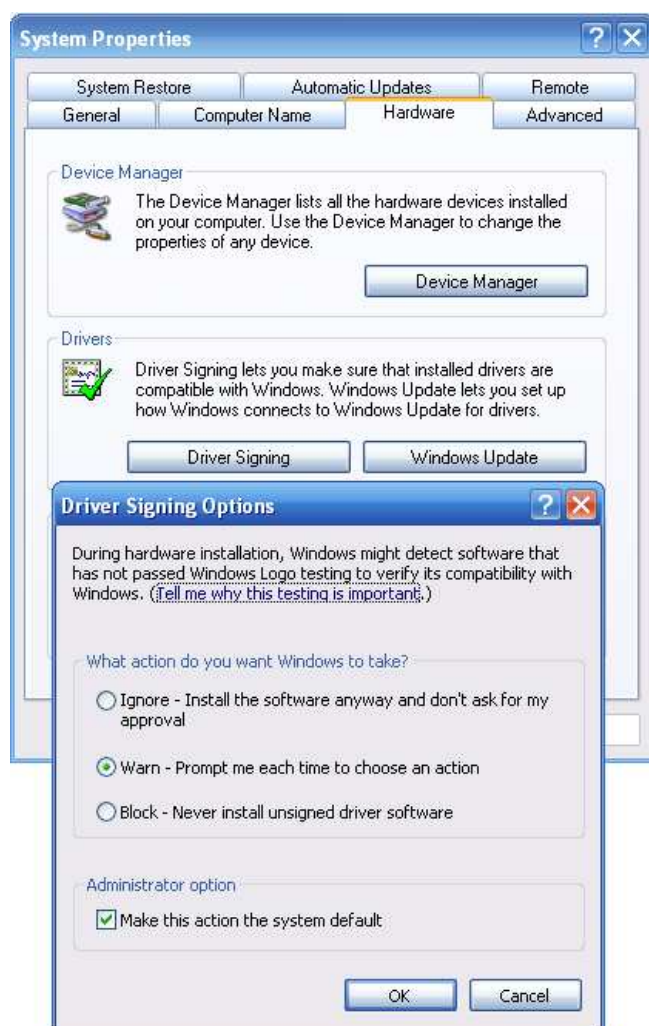 System Properties
System Restore
Automatic Updates
Remote
General
Computer Name
Hardware
Advanced
Device Manager
The Device Manager lists all the hardware devices installed
on your computer. Use the Device Manager to change the
properties of any device.
Device Manager
Drivers
Driver Signing lets you make sure that installed drivers are
compatible with Windows. Windows Update lets you set up
how Windows connects to Windows Update for drivers.
Driver Signing
Windows Update
Driver Signing Options
During hardware installation, Windows might detect software that
has not passed Windows Logo testing to verify its compatibility with
Windows. (Tell me why this testing is important.)
What action do you want Windows to take?
Ignore - Install the software anyway and don't ask for my
approval
Warn - Prompt me each time to choose an action
Block - Never install unsigned driver software
Administrator option
Make this action the system default
OK
Cancel